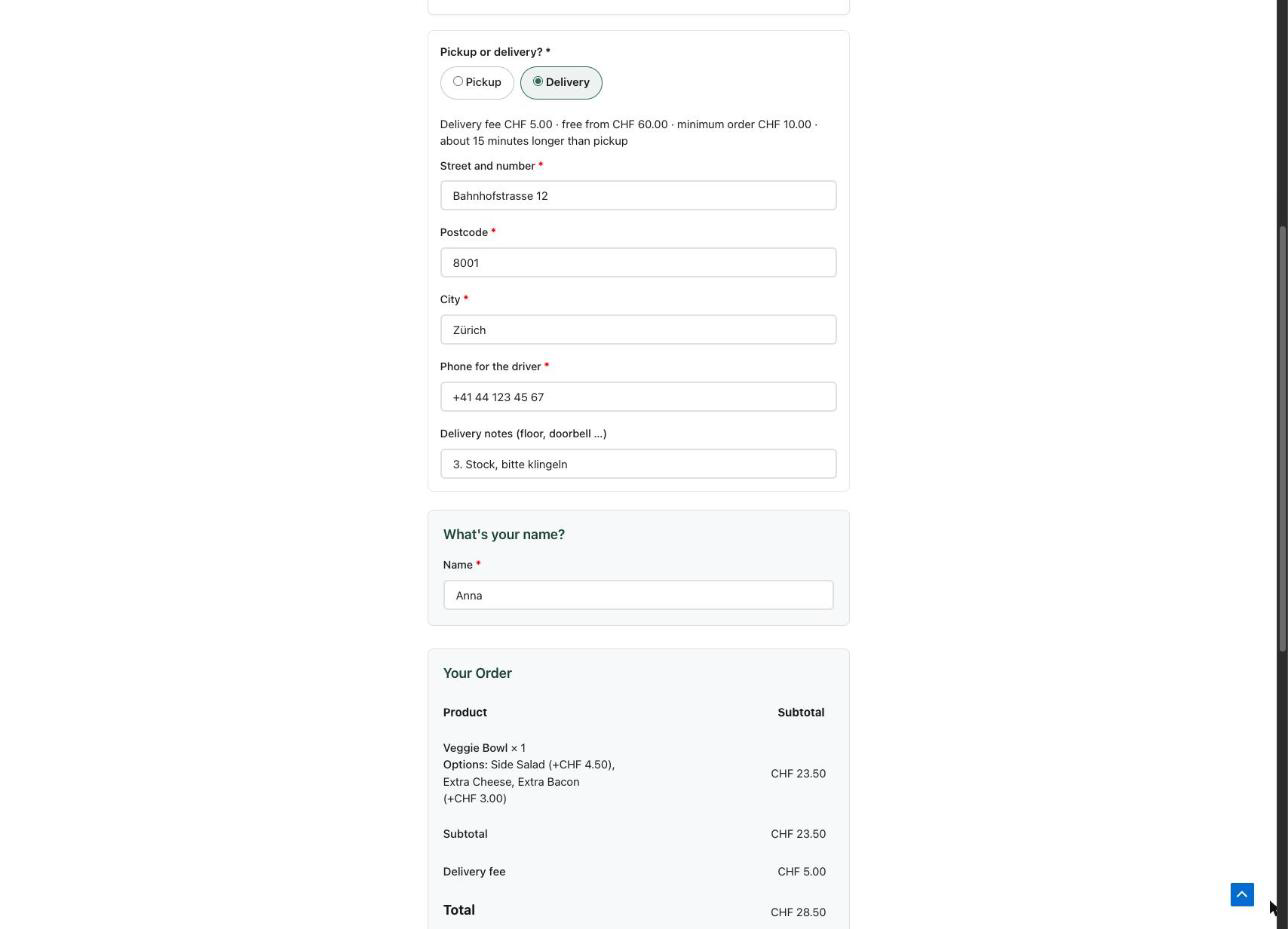 Pickup or delivery? *
Pickup
Delivery
Delivery fee CHF 5.00 · free from CHF 60.00 · minimum order CHF 10.00 ·
about 15 minutes longer than pickup
Street and number *
Bahnhofstrasse 12
Postcode *
8001
City *
Zürich
Phone for the driver *
+41 44 123 45 67
Delivery notes (floor, doorbell ...)
3. Stock, bitte klingeln
What's your name?
Name *
Anna
Your Order
Product Subtotal
Veggie Bowl × 1
Options: Side Salad (+CHF 4.50),
Extra Cheese, Extra Bacon
(+CHF 3.00)
CHF 23.50
Subtotal CHF 23.50
Delivery fee CHF 5.00
Total CHF 28.50